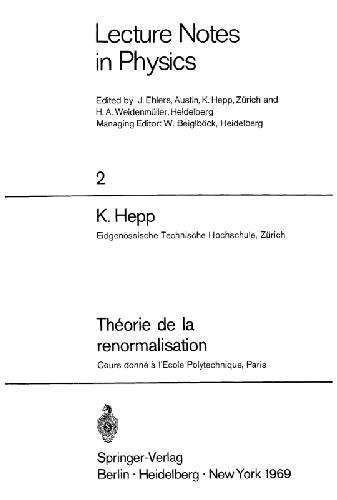 Lecture Notes
in Physics
Edited by J. Ehlers, Austin, K. Hepp, Zürich and
H. A. Weidenmüller, Heidelberg
Managing Editor: W. Beiglböck, Heidelberg
2
K. Hepp
Eidgenössische Technische Hochschule, Zürich
Théorie de la
renormalisation
Cours donné à l'Ecole Polytechnique, Paris
Springer-Verlag
Berlin · Heidelberg · New York 1969